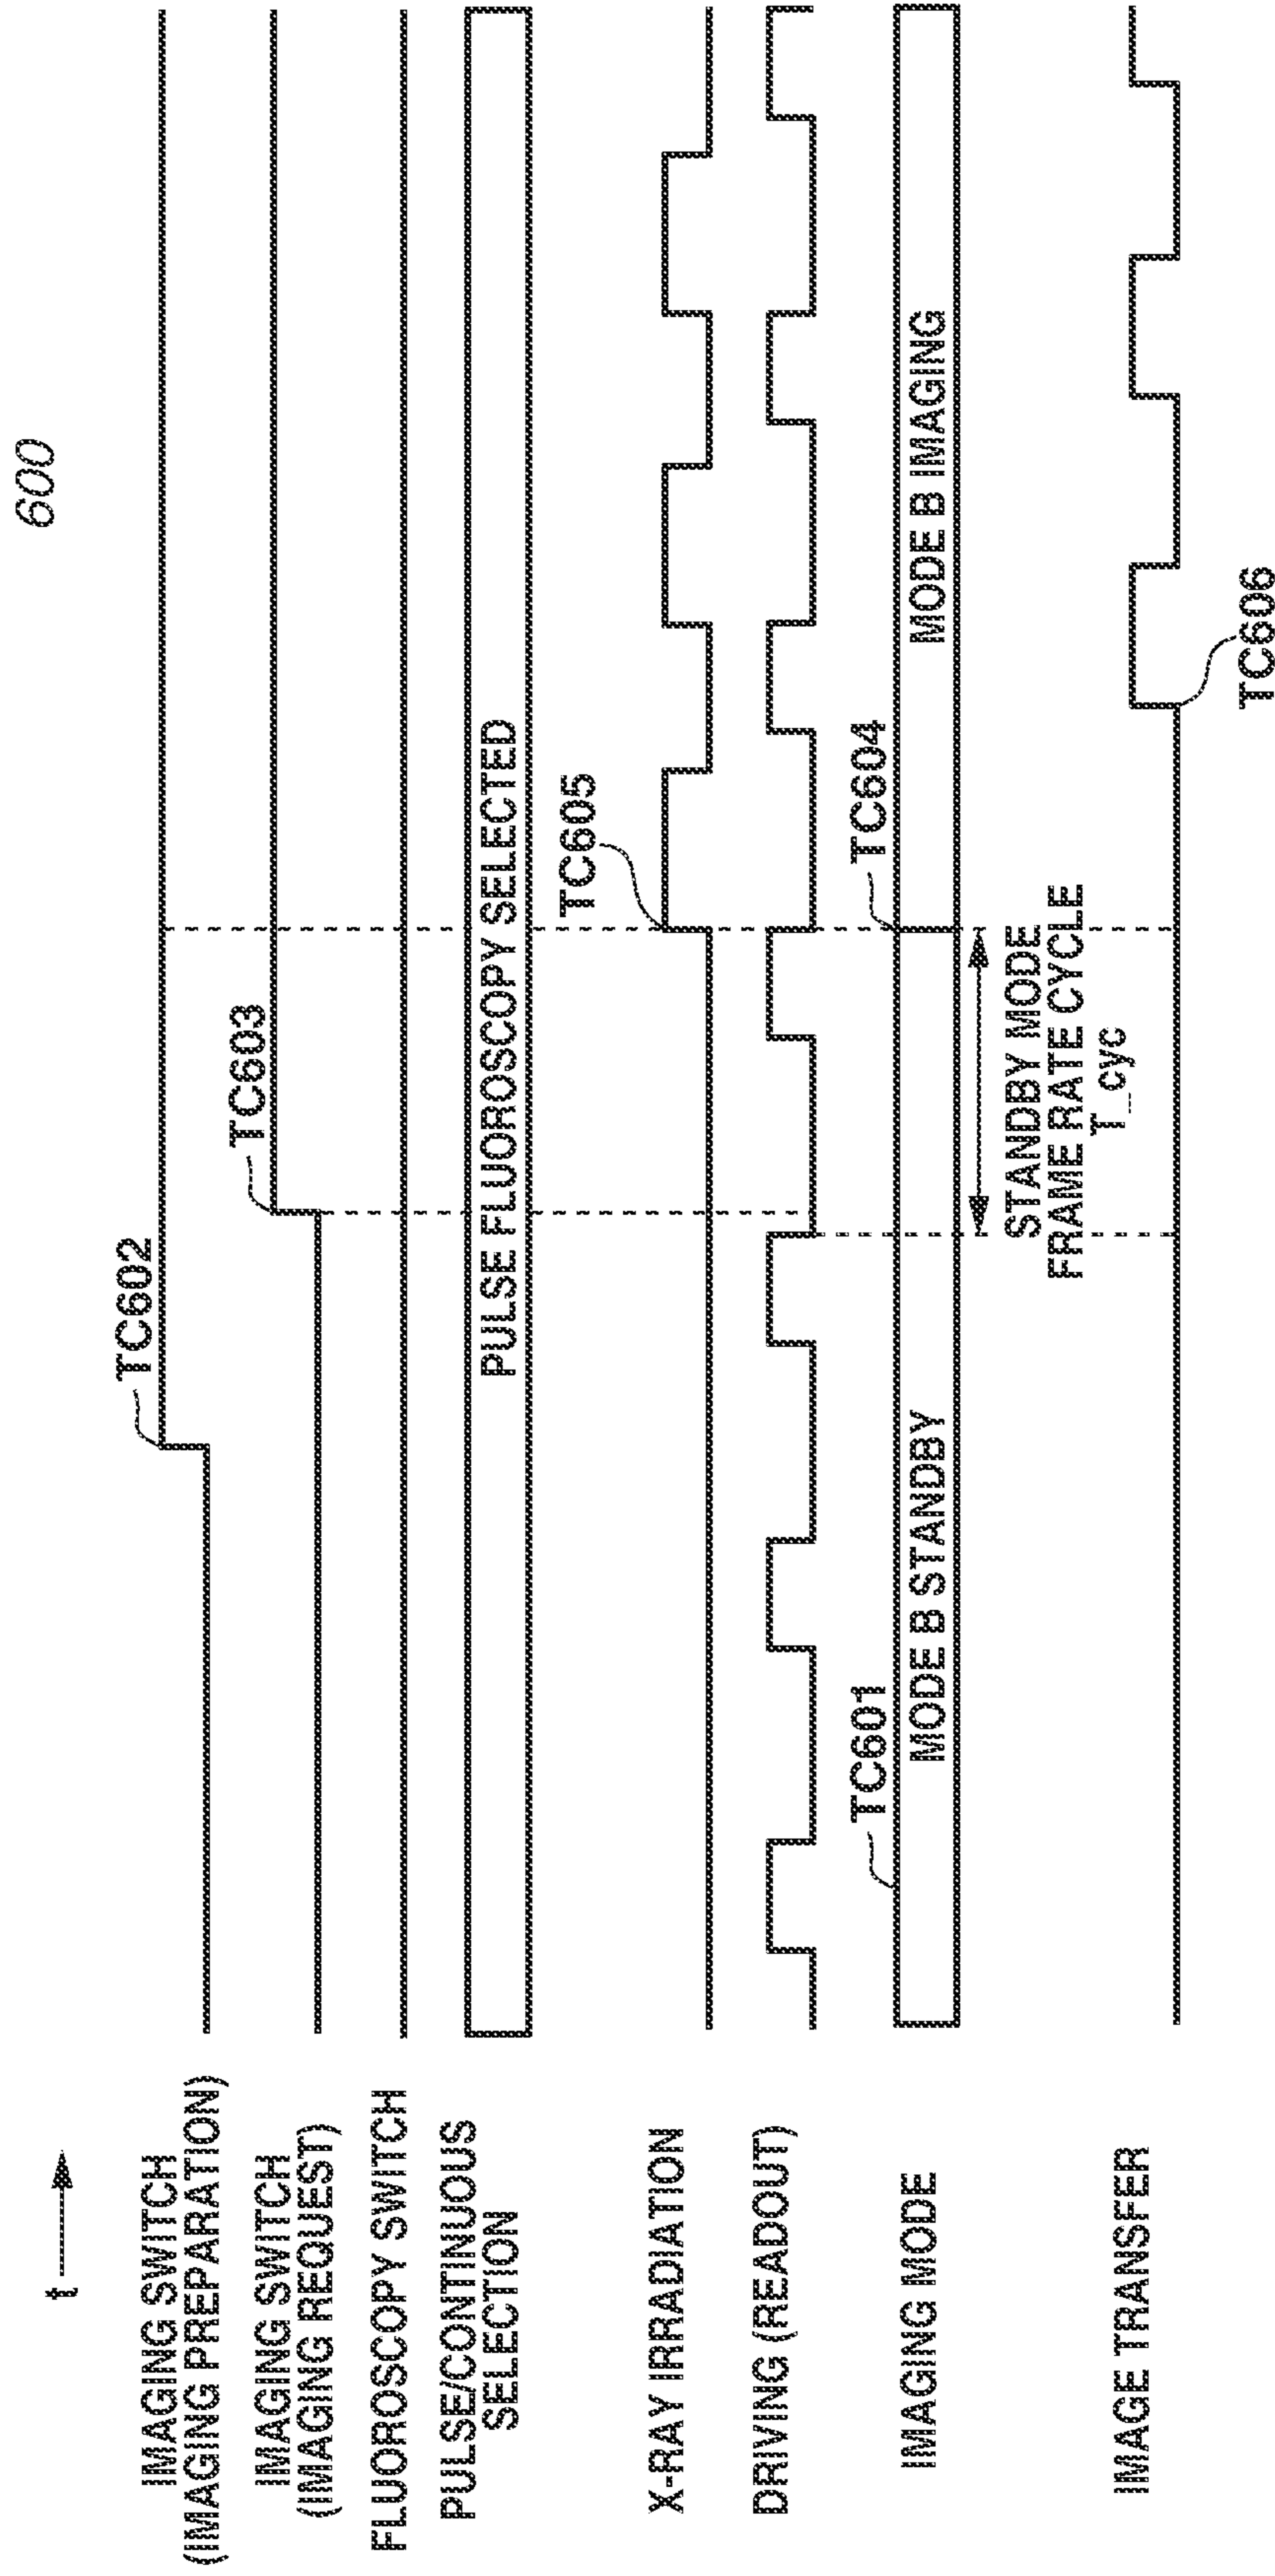 600
t
IMAGING SWITCH
(IMAGING PREPARATION)
TC602
IMAGING SWITCH
(IMAGING REQUEST)
TC603
FLUOROSCOPY SWITCH
PULSE/CONTINUOUS
SELECTION
PULSE FLUOROSCOPY SELECTED
TC605
X-RAY IRRADIATION
DRIVING (READOUT)
TC601
TC604
IMAGING MODE
MODE B STANDBY
MODE B IMAGING
STANDBY MODE
FRAME RATE CYCLE
T_cyc
IMAGE TRANSFER
TC606